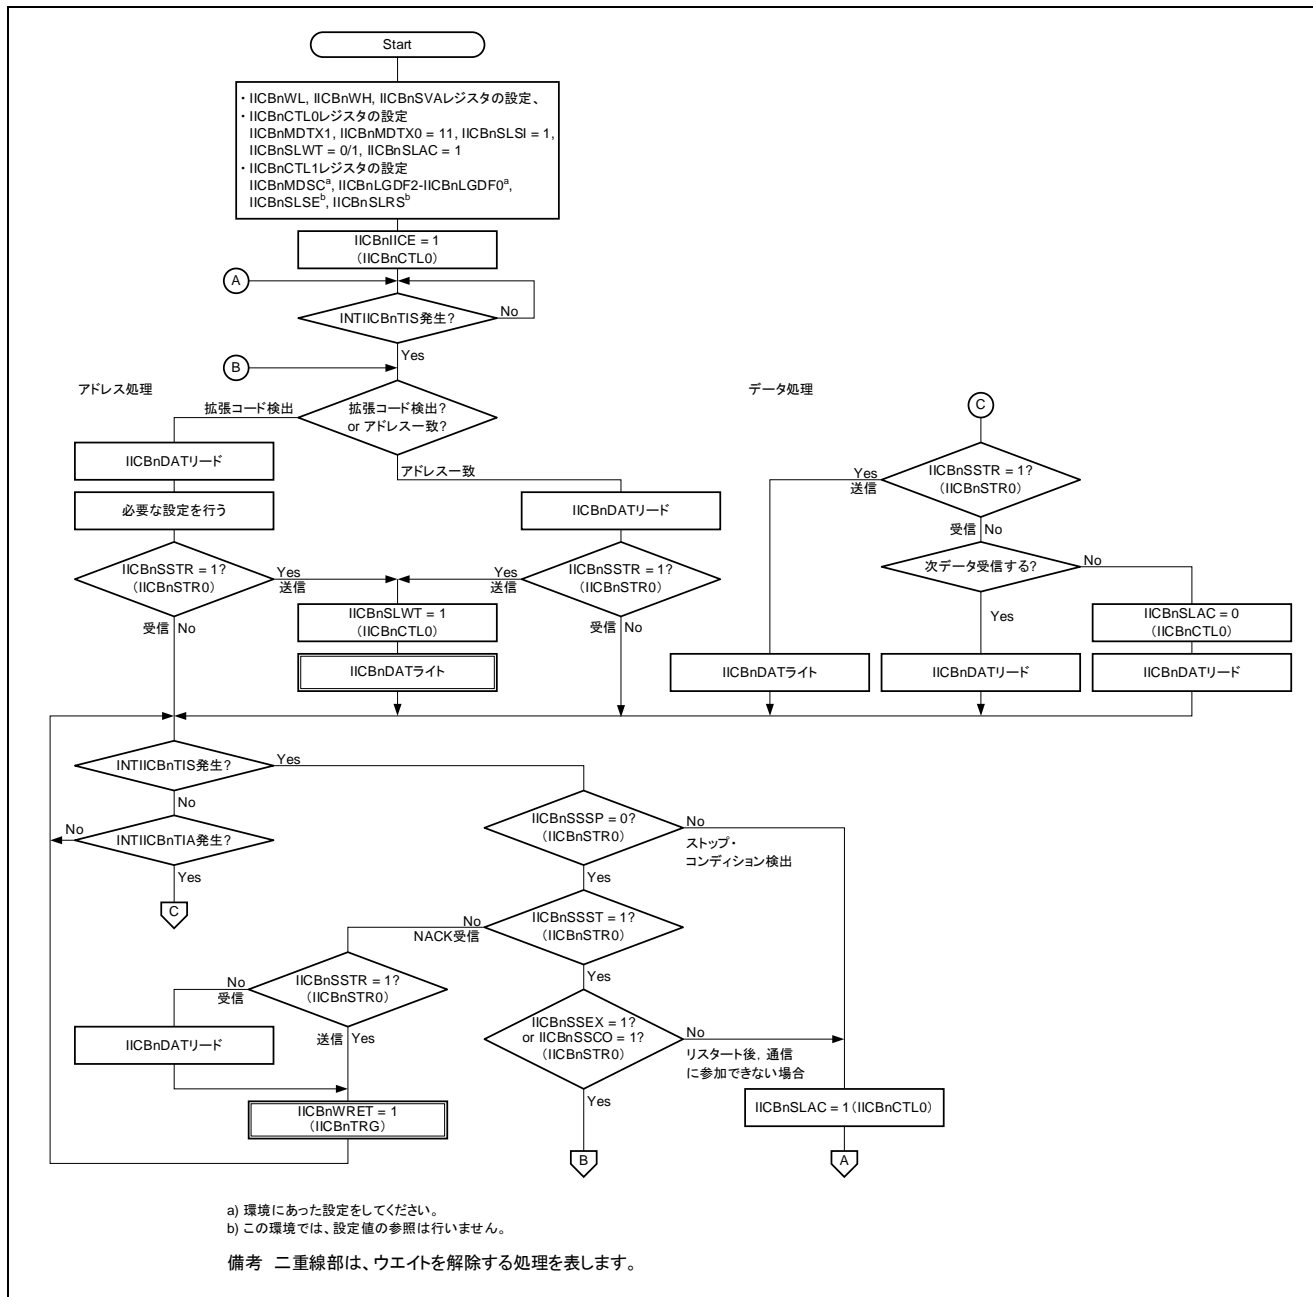 Start
・ IICBnWL, IICBnWH, IICBnSVAレジスタの設定、
・ IICBnCTL0レジスタの設定
IICBnMDTX1, IICBnMDTX0 = 11, IICBnSLSI = 1,
IICBnSLWT = 0/1, IICBnSLAC = 1
・ IICBnCTL1レジスタの設定
IICBnMDSCa, IICBnLGDF2-IICBnLGDF0a,
IICBnSLSEb, IICBnSLRSb
IICBnIICE = 1
(IICBnCTL0)
A
INTIICBnTIS発生?
No
Yes
B
アドレス処理
拡張コード検出
拡張コード検出?
or アドレス一致?
アドレス一致
IICBnDATリード
必要な設定を行う
IICBnSSTR = 1?
(IICBnSTR0)
Yes
送信
受信 No
IICBnDATリード
IICBnSSTR = 1?
(IICBnSTR0)
Yes
送信
受信 No
IICBnSLWT = 1
(IICBnCTL0)
IICBnDATライト
データ処理
C
IICBnSSTR = 1?
(IICBnSTR0)
Yes
送信
受信 No
次データ受信する?
No
Yes
IICBnSLAC = 0
(IICBnCTL0)
IICBnDATライト
IICBnDATリード
IICBnDATリード
INTIICBnTIS発生?
Yes
No
INTIICBnTIA発生?
No
Yes
C
IICBnSSSP = 0?
(IICBnSTR0)
No
ストップ・
コンディション検出
Yes
IICBnSSST = 1?
(IICBnSTR0)
No
NACK受信
Yes
IICBnSSTR = 1?
(IICBnSTR0)
No
受信
送信 Yes
IICBnDATリード
IICBnWRET = 1
(IICBnTRG)
IICBnSSEX = 1?
or IICBnSSCO = 1?
(IICBnSTR0)
No
リスタート後, 通信
に参加できない場合
Yes
IICBnSLAC = 1 (IICBnCTL0)
B
A
a) 環境にあった設定をしてください。
b) この環境では、設定値の参照は行いません。
備考 二重線部は、ウエイトを解除する処理を表します。